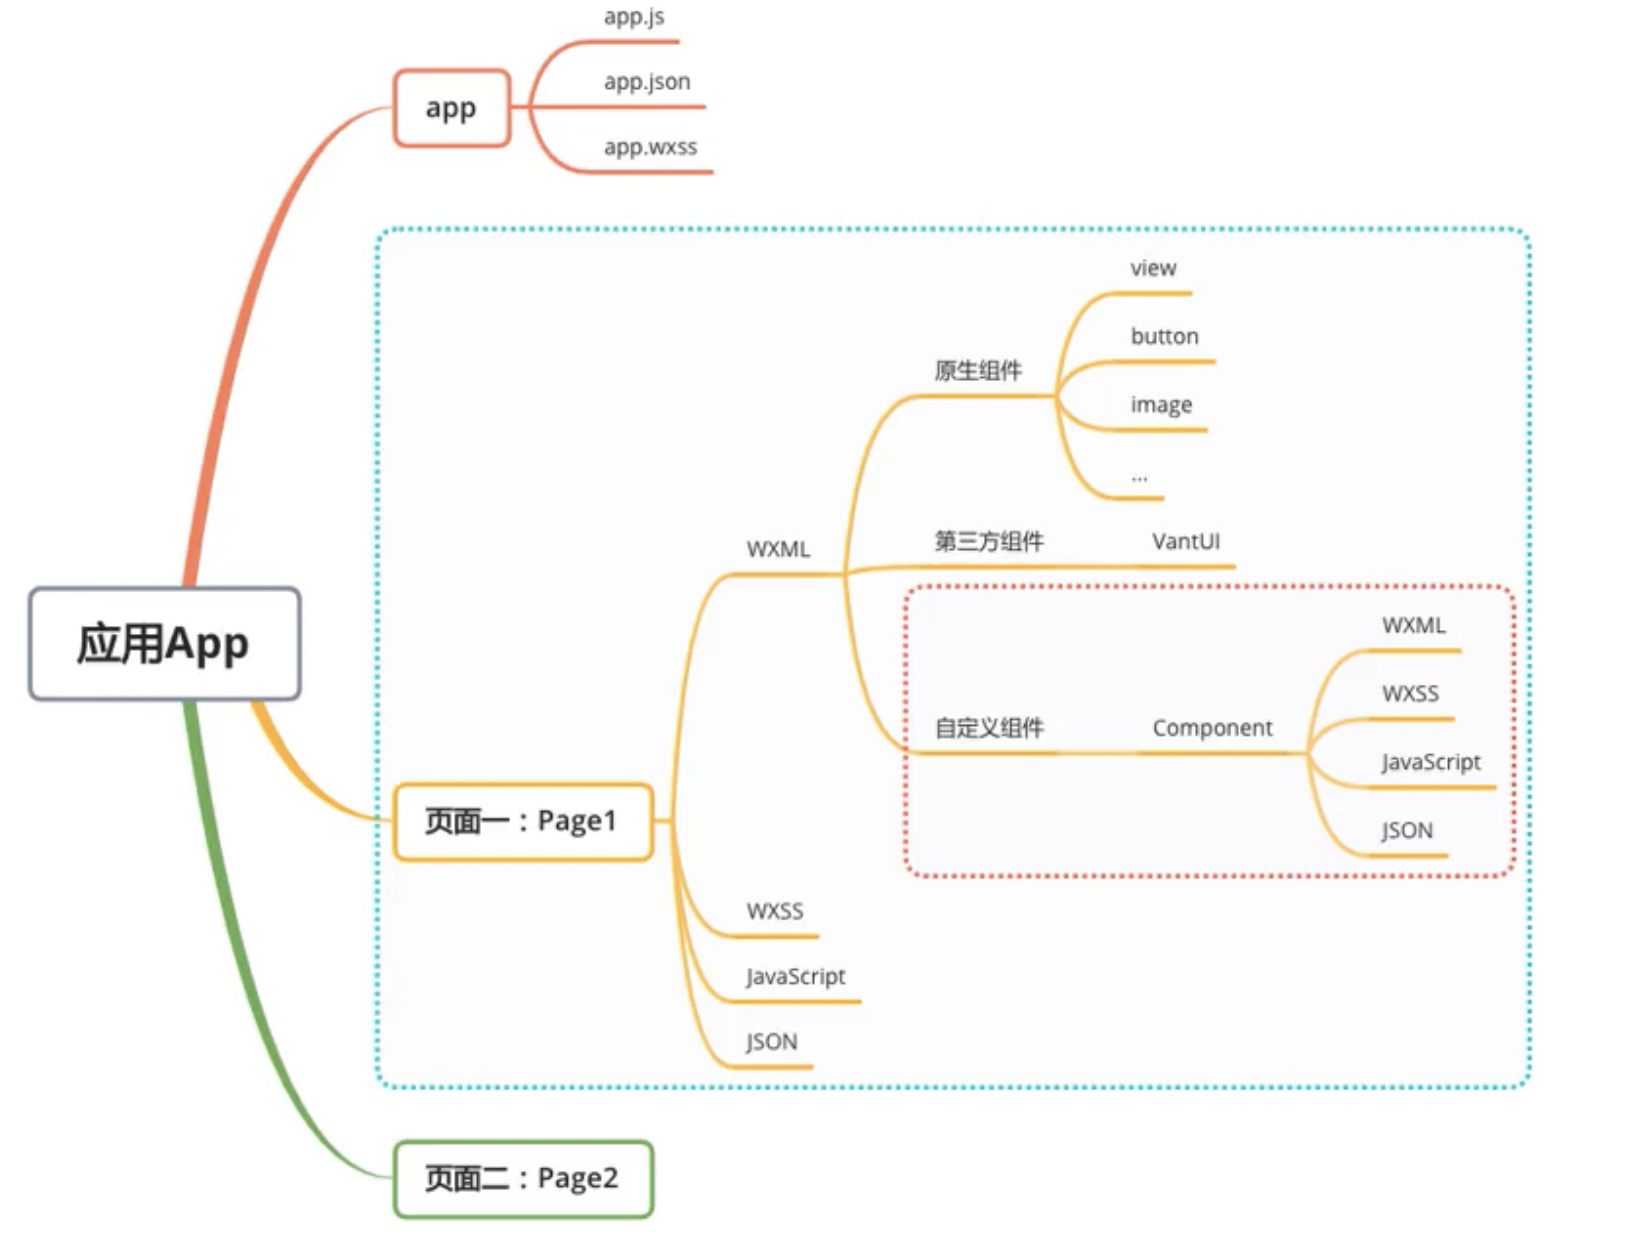 app.js
app
app.json
app.wxss
view
button
原生组件
image
...
WXML
第三方组件
VantUI
WXML
应用App
WXSS
自定义组件
Component
JavaScript
页面一：Page1
JSON
WXSS
JavaScript
JSON
页面二：Page2